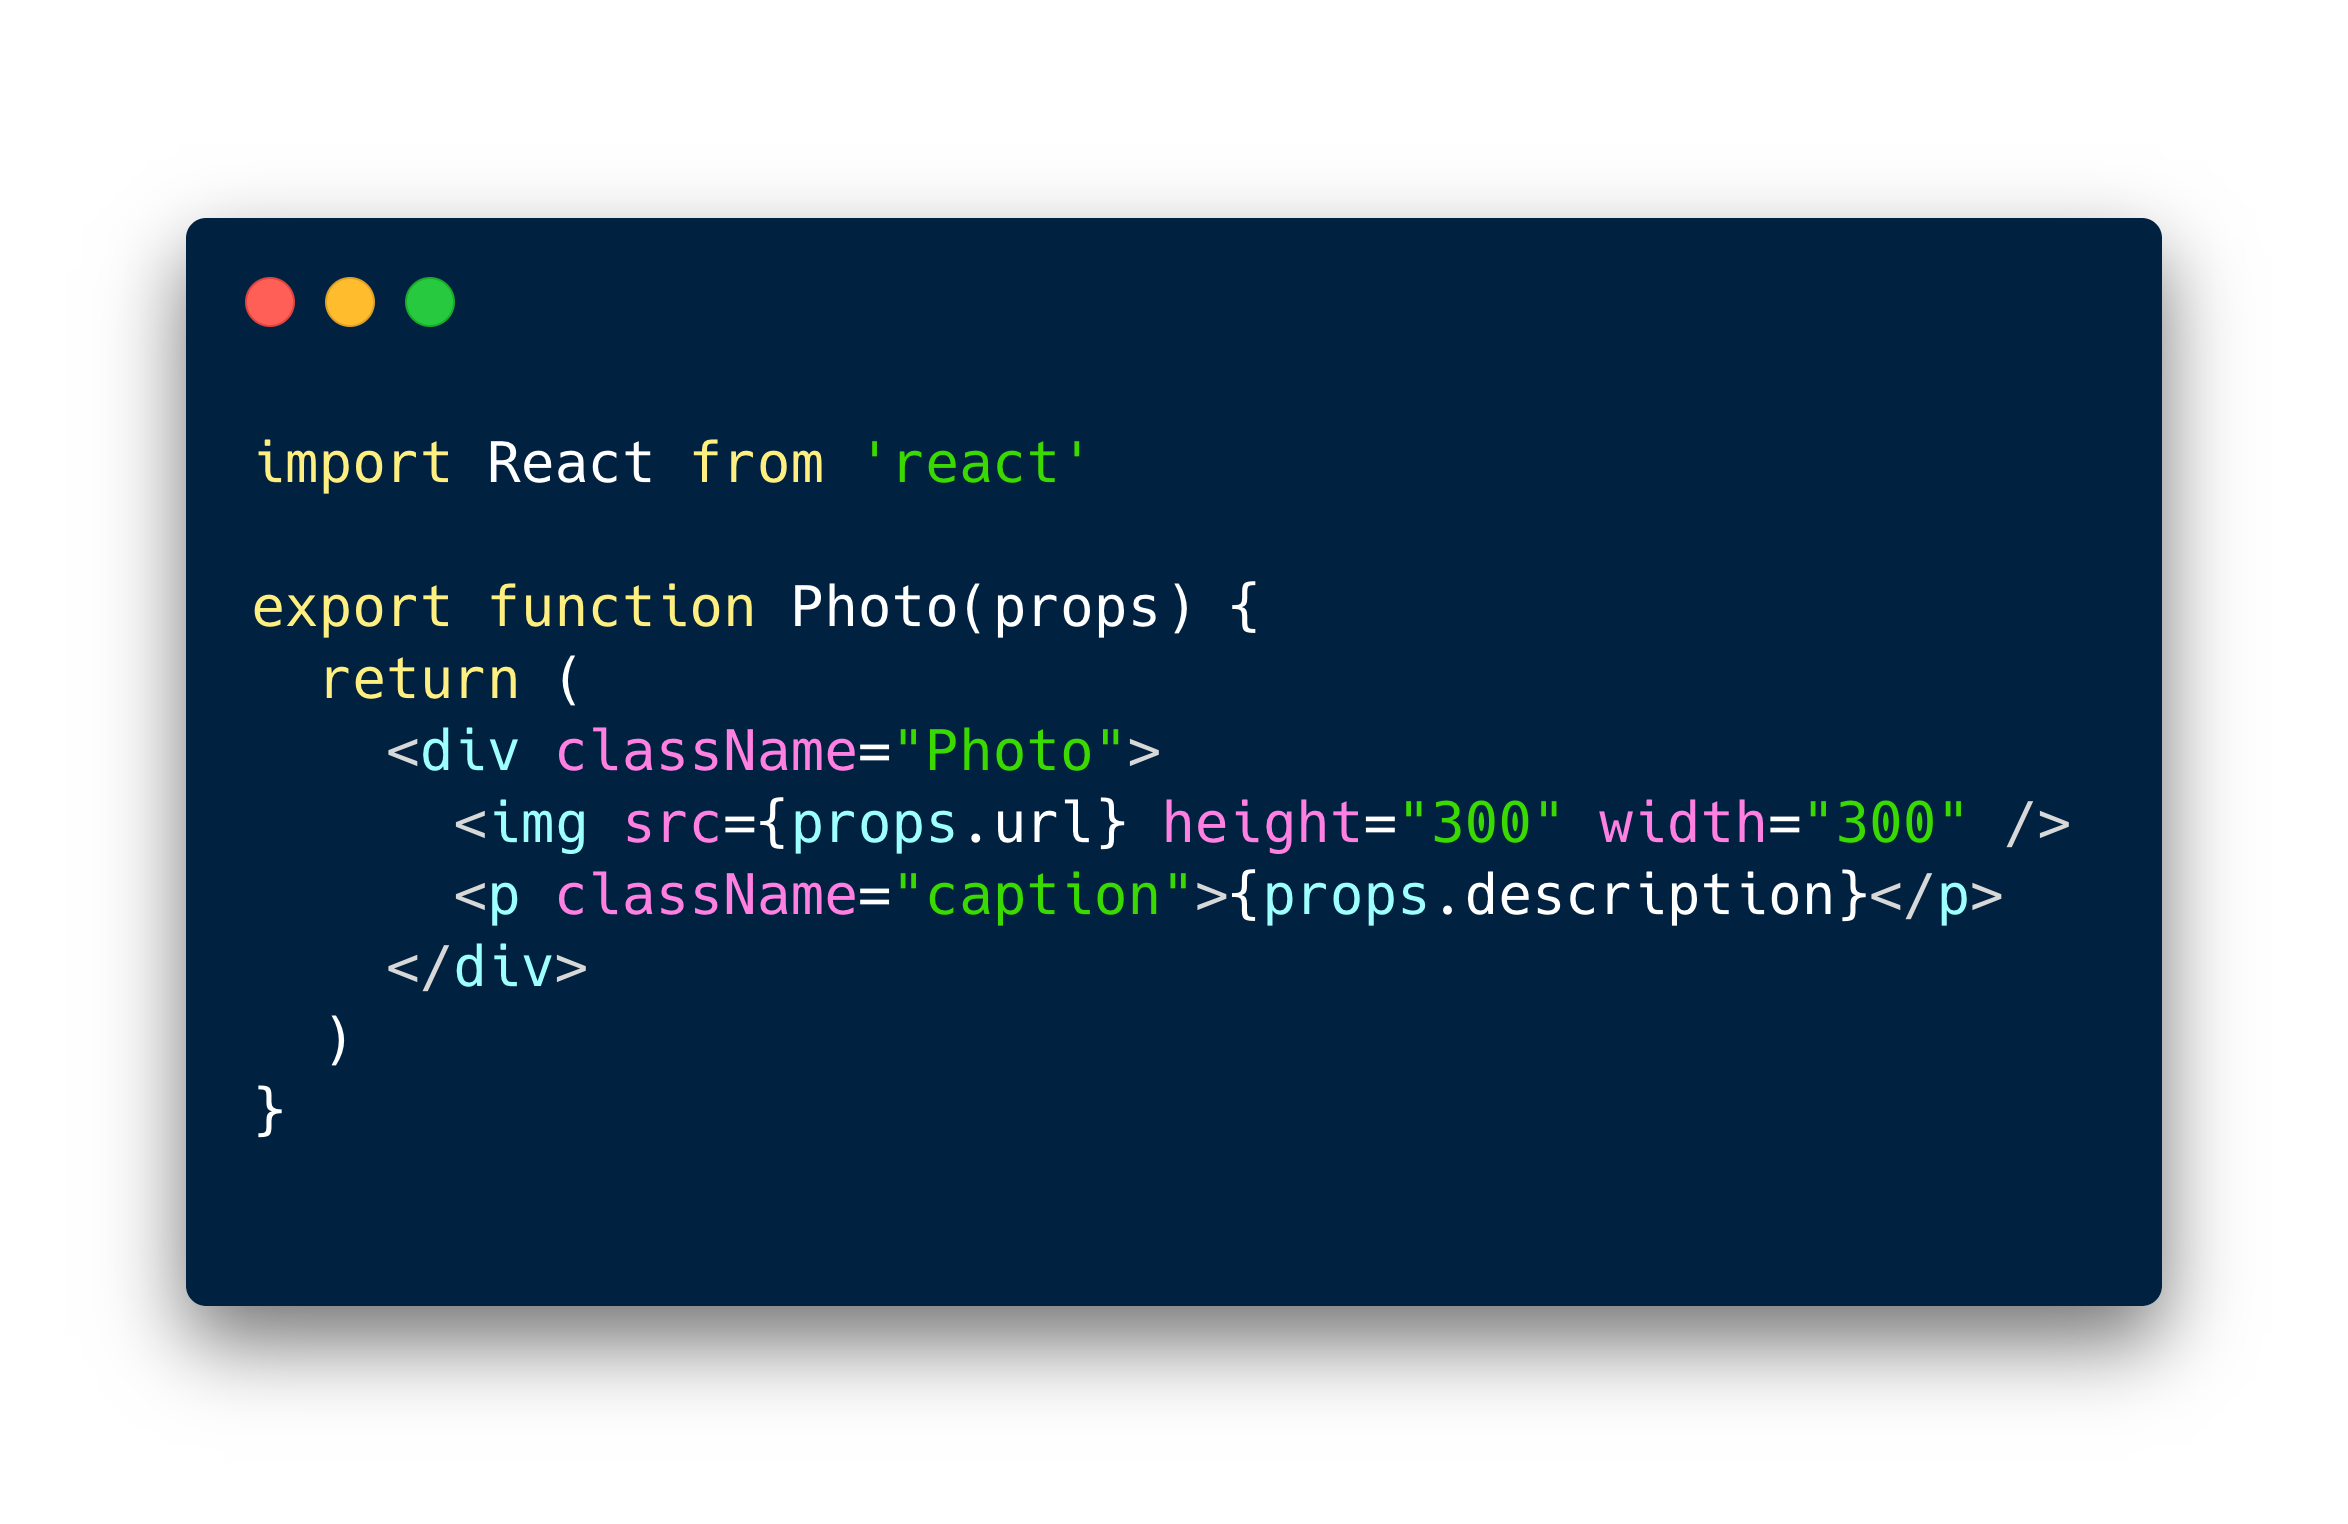 import React from 'react'

export function Photo(props) {
  return (
    <div className="Photo">
      <img src={props.url} height="300" width="300" />
      <p className="caption">{props.description}</p>
    </div>
  )
}